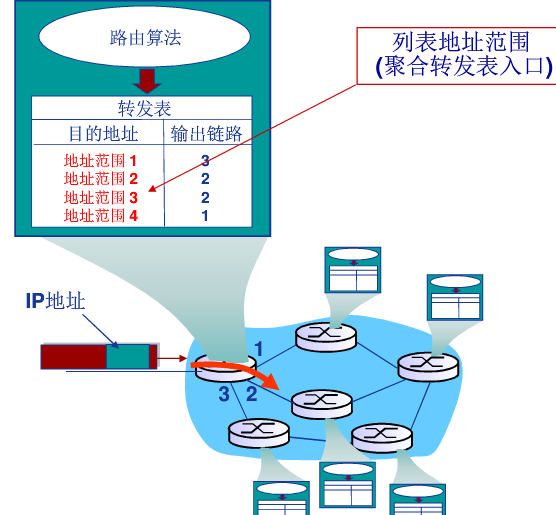 路由算法
列表地址范围
(聚合转发表入口)
转发表
目的地址 输出链路
地址范围 1 3
地址范围 2 2
地址范围 3 2
地址范围 4 1
IP地址
1
3 2